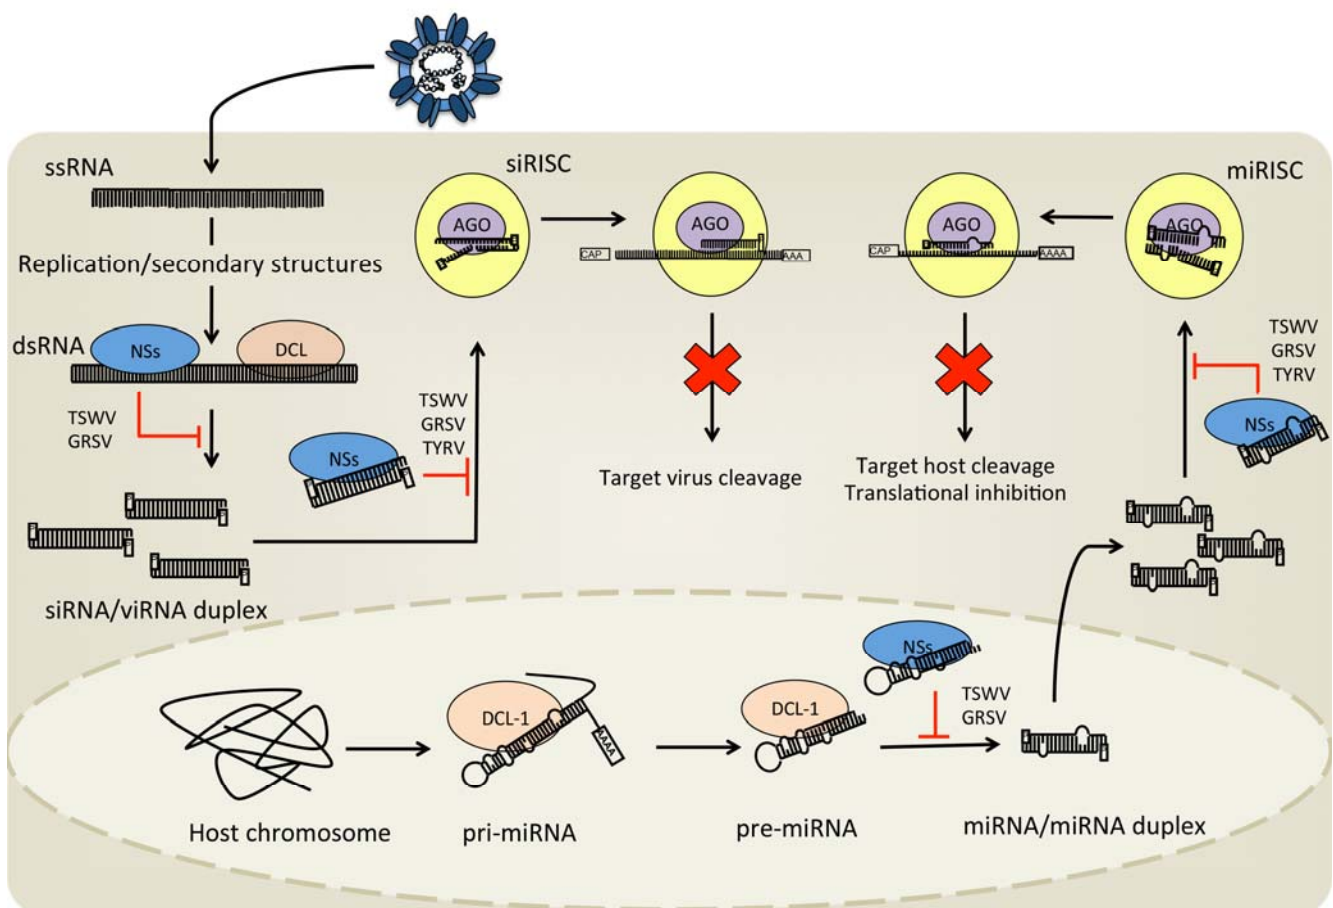 ssRNA
Replication/secondary structures
dsRNA
NSs
DCL
TSWV
GRSV
siRNA/viRNA duplex
NSs
TSWV
GRSV
TYRV
siRISC
AGO
AGO
CAP
AAA
Target virus cleavage
miRISC
AGO
CAP
AAAA
AGO
Target host cleavage
Translational inhibition
TSWV
GRSV
TYRV
NSs
Host chromosome
DCL-1
AAAA
pri-miRNA
DCL-1
pre-miRNA
NSs
TSWV
GRSV
miRNA/miRNA duplex